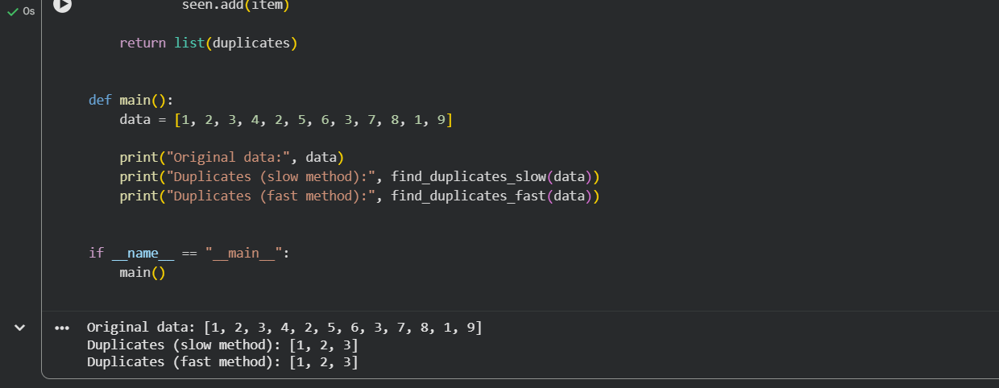 0s
seen.add(item)
return list(duplicates)
def main():
data = [1, 2, 3, 4, 2, 5, 6, 3, 7, 8, 1, 9]
print("Original data:", data)
print("Duplicates (slow method):", find_duplicates_slow(data))
print("Duplicates (fast method):", find_duplicates_fast(data))
if __name__ == "__main__":
main()
Original data: [1, 2, 3, 4, 2, 5, 6, 3, 7, 8, 1, 9]
Duplicates (slow method): [1, 2, 3]
Duplicates (fast method): [1, 2, 3]